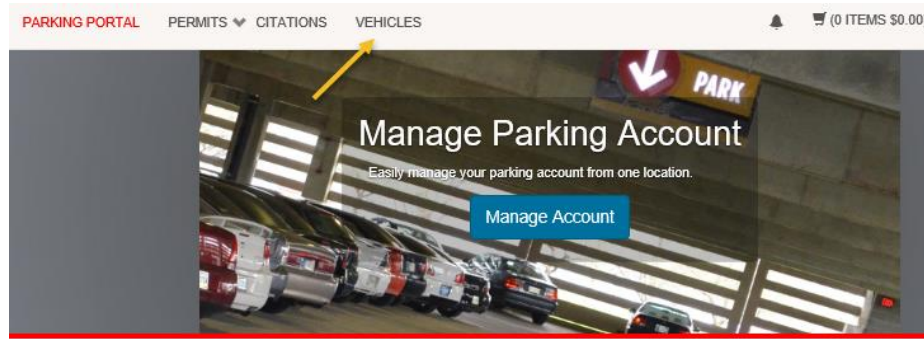 PARKING PORTAL PERMITS CITATIONS VEHICLES (0 ITEMS $0.00
PARK
Manage Parking Account
Easily manage your parking account from one location.
Manage Account